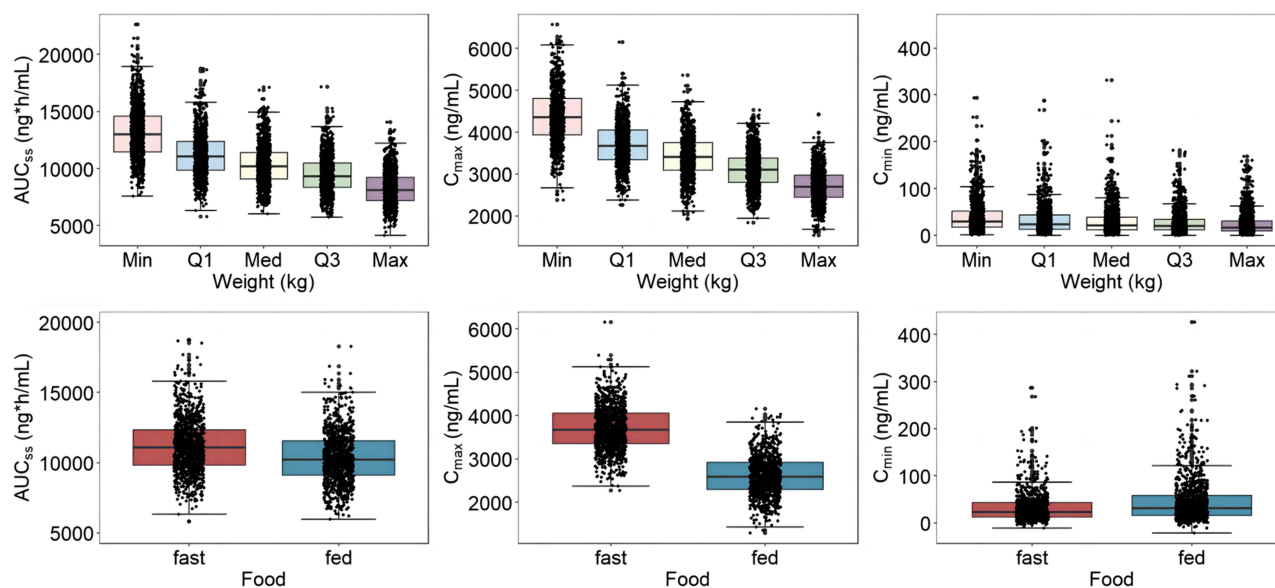 AUCss (ng*h/mL)
20000
15000
10000
5000
Min Q1 Med Q3 Max
Weight (kg)
Cmax (ng/mL)
6000
5000
4000
3000
2000
Min Q1 Med Q3 Max
Weight (kg)
Cmin (ng/mL)
400
300
200
100
0
Min Q1 Med Q3 Max
Weight (kg)
AUCss (ng*h/mL)
20000
15000
10000
5000
fast fed
Food
Cmax (ng/mL)
6000
5000
4000
3000
2000
fast fed
Food
Cmin (ng/mL)
400
300
200
100
0
fast fed
Food